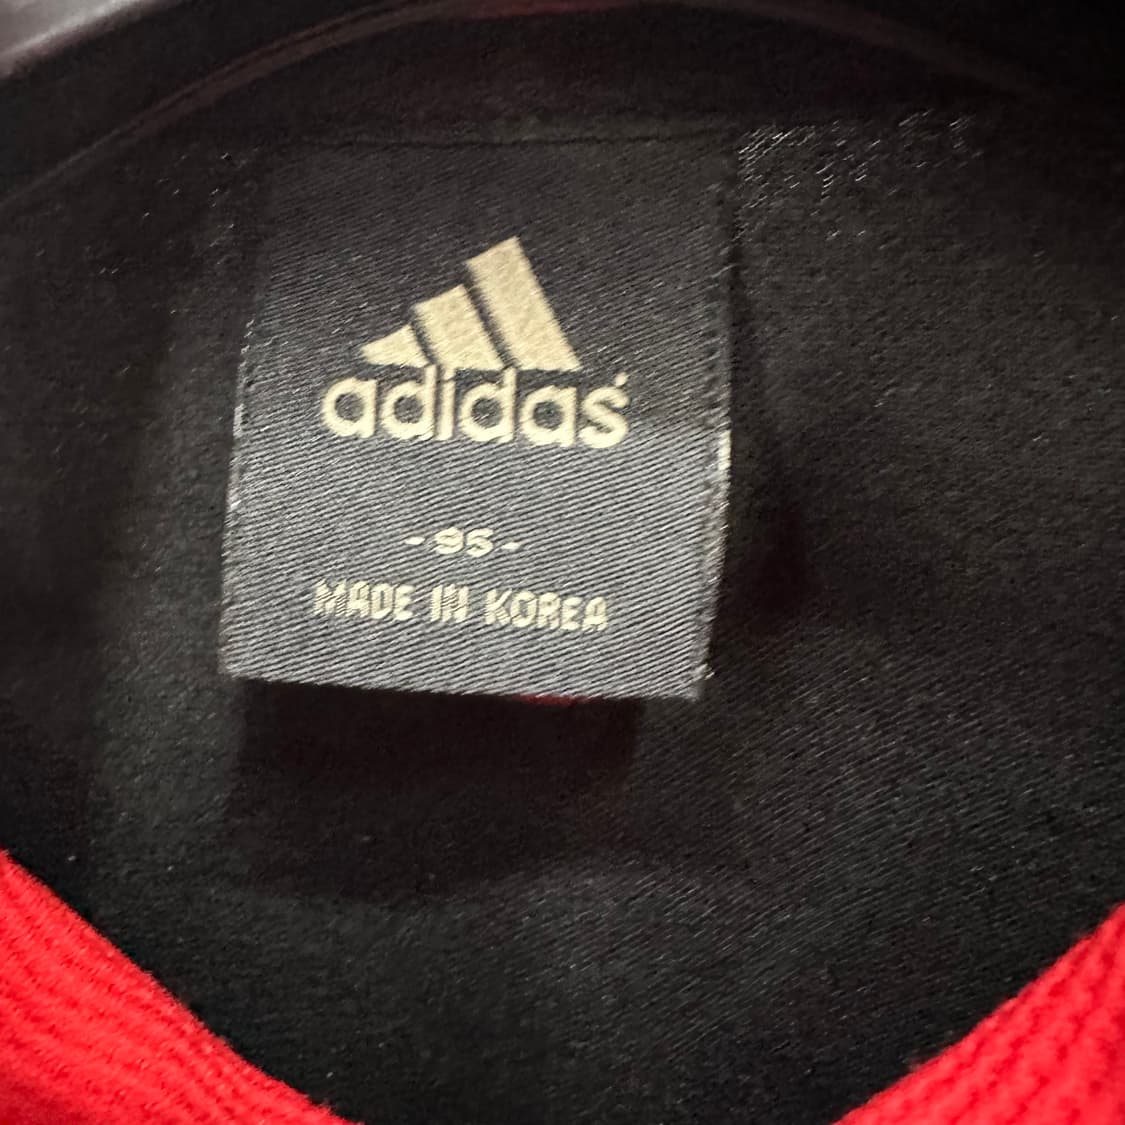 adidas
- 95 -
MADE IN KOREA